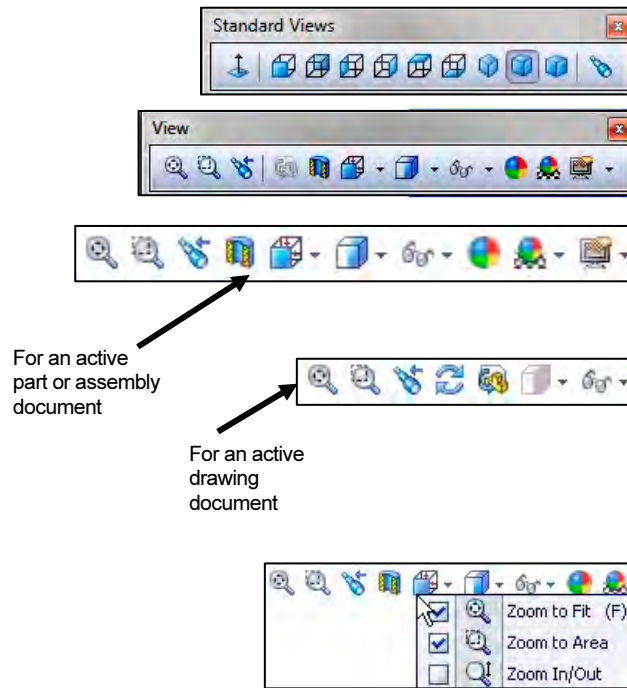 Standard Views
View
For an active
part or assembly
document
For an active
drawing
document
Zoom to Fit (F)
Zoom to Area
Zoom In/Out